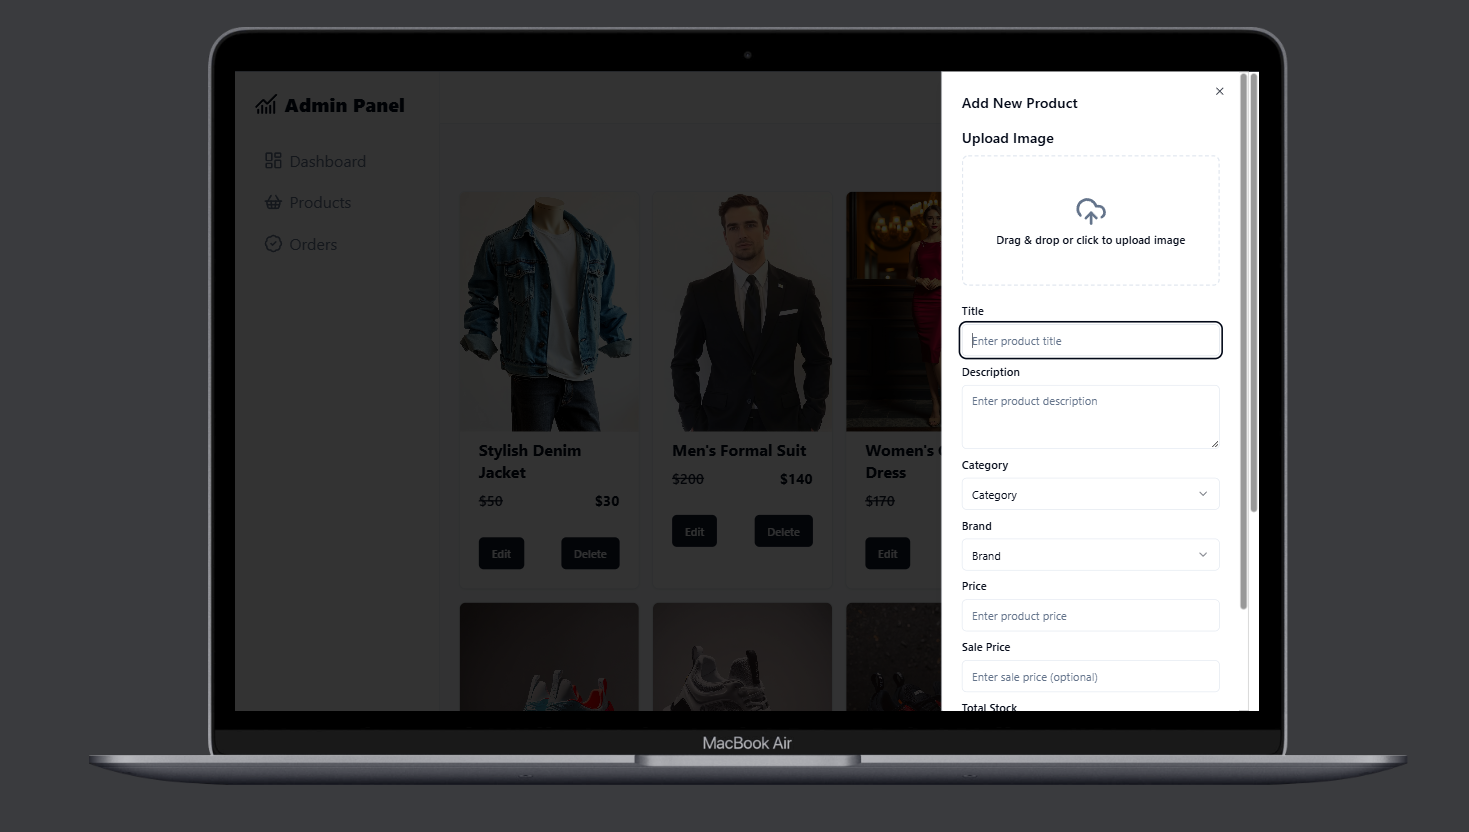 Admin Panel
Dashboard
Products
Orders
Stylish Denim
Jacket
$50
$30
Edit
Delete
Men's Formal Suit
$200
$140
Edit
Delete
Women's
Dress
$170
Edit
Add New Product
Upload Image
Drag & drop or click to upload image
Title
Enter product title
Description
Enter product description
Category
Category
Brand
Brand
Price
Enter product price
Sale Price
Enter sale price (optional)
Total Stock
MacBook Air